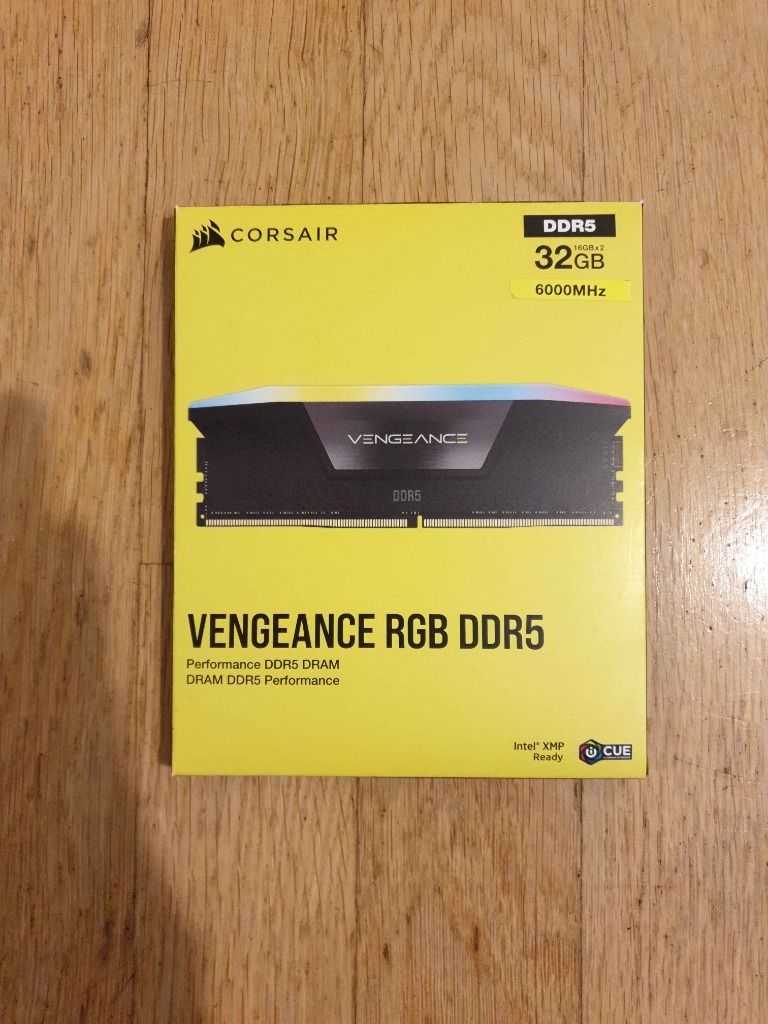 CORSAIR
DDR5
16GBx2
32GB
6000MHz
VENGEANCE
DDR5
VENGEANCE RGB DDR5
Performance DDR5 DRAM
DRAM DDR5 Performance
Intel® XMP
Ready
CUE